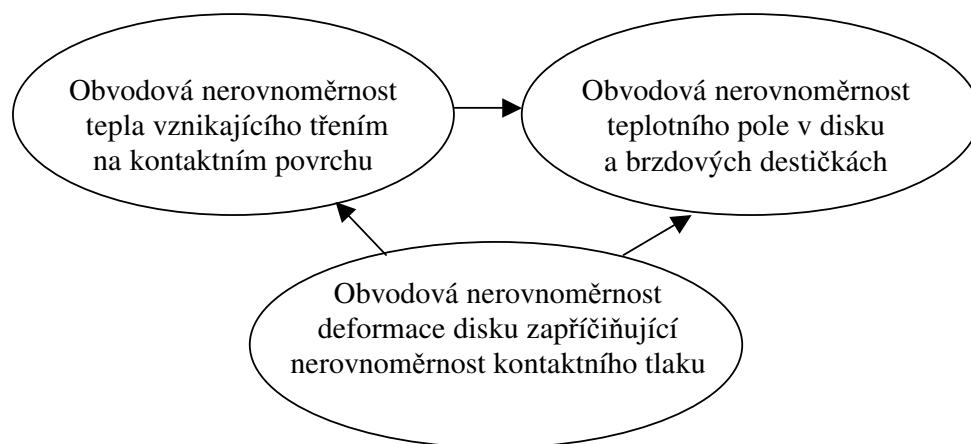 Obvodová nerovnoměrnost
tepla vznikajícího třením
na kontaktním povrchu
Obvodová nerovnoměrnost
teplotního pole v disku
a brzdových destičkách
Obvodová nerovnoměrnost
deformace disku zapříčiňující
nerovnoměrnost kontaktního tlaku